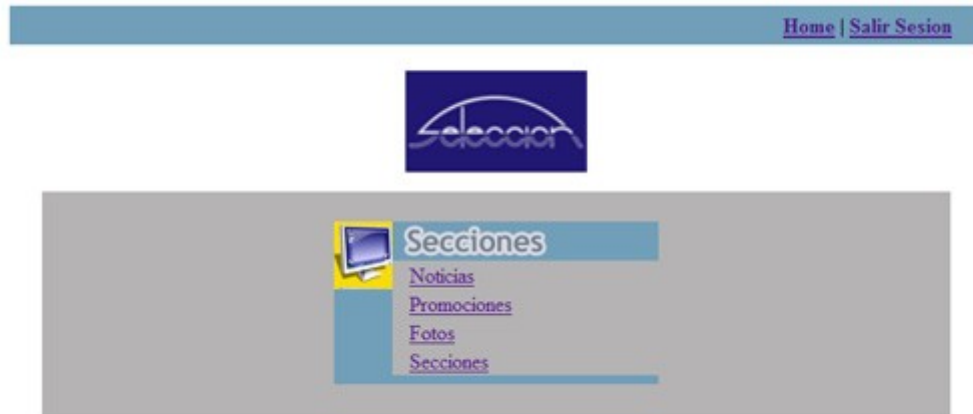 Home | Salir Sesion
Seleccion
Secciones
Noticias
Promociones
Fotos
Secciones